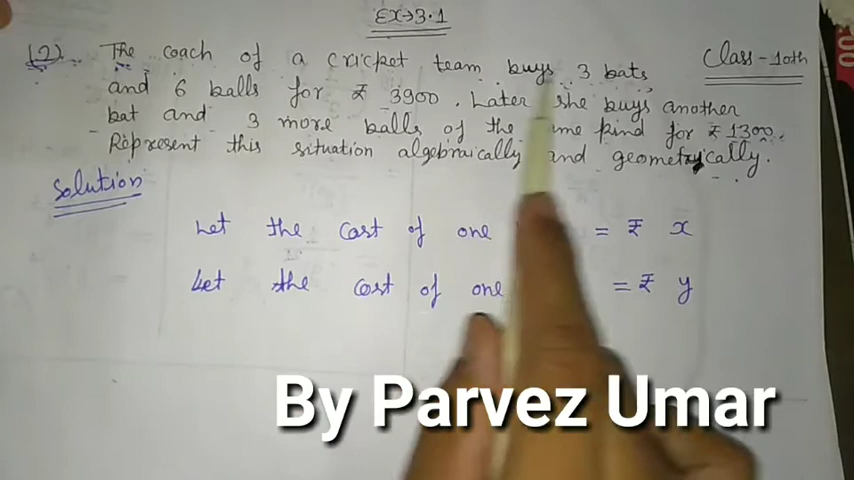 Ex→3.1
(2) The coach of a cricket team buys 3 bats
Class-10th
and 6 balls for ₹ 3900. Later she buys another
bat and 3 more balls of the ame kind for ₹ 1300.
Represent this situation algebraically and geometrically.
Solution
Let the cost of one = ₹ x
Let the cost of one = ₹ y
By Parvez Umar